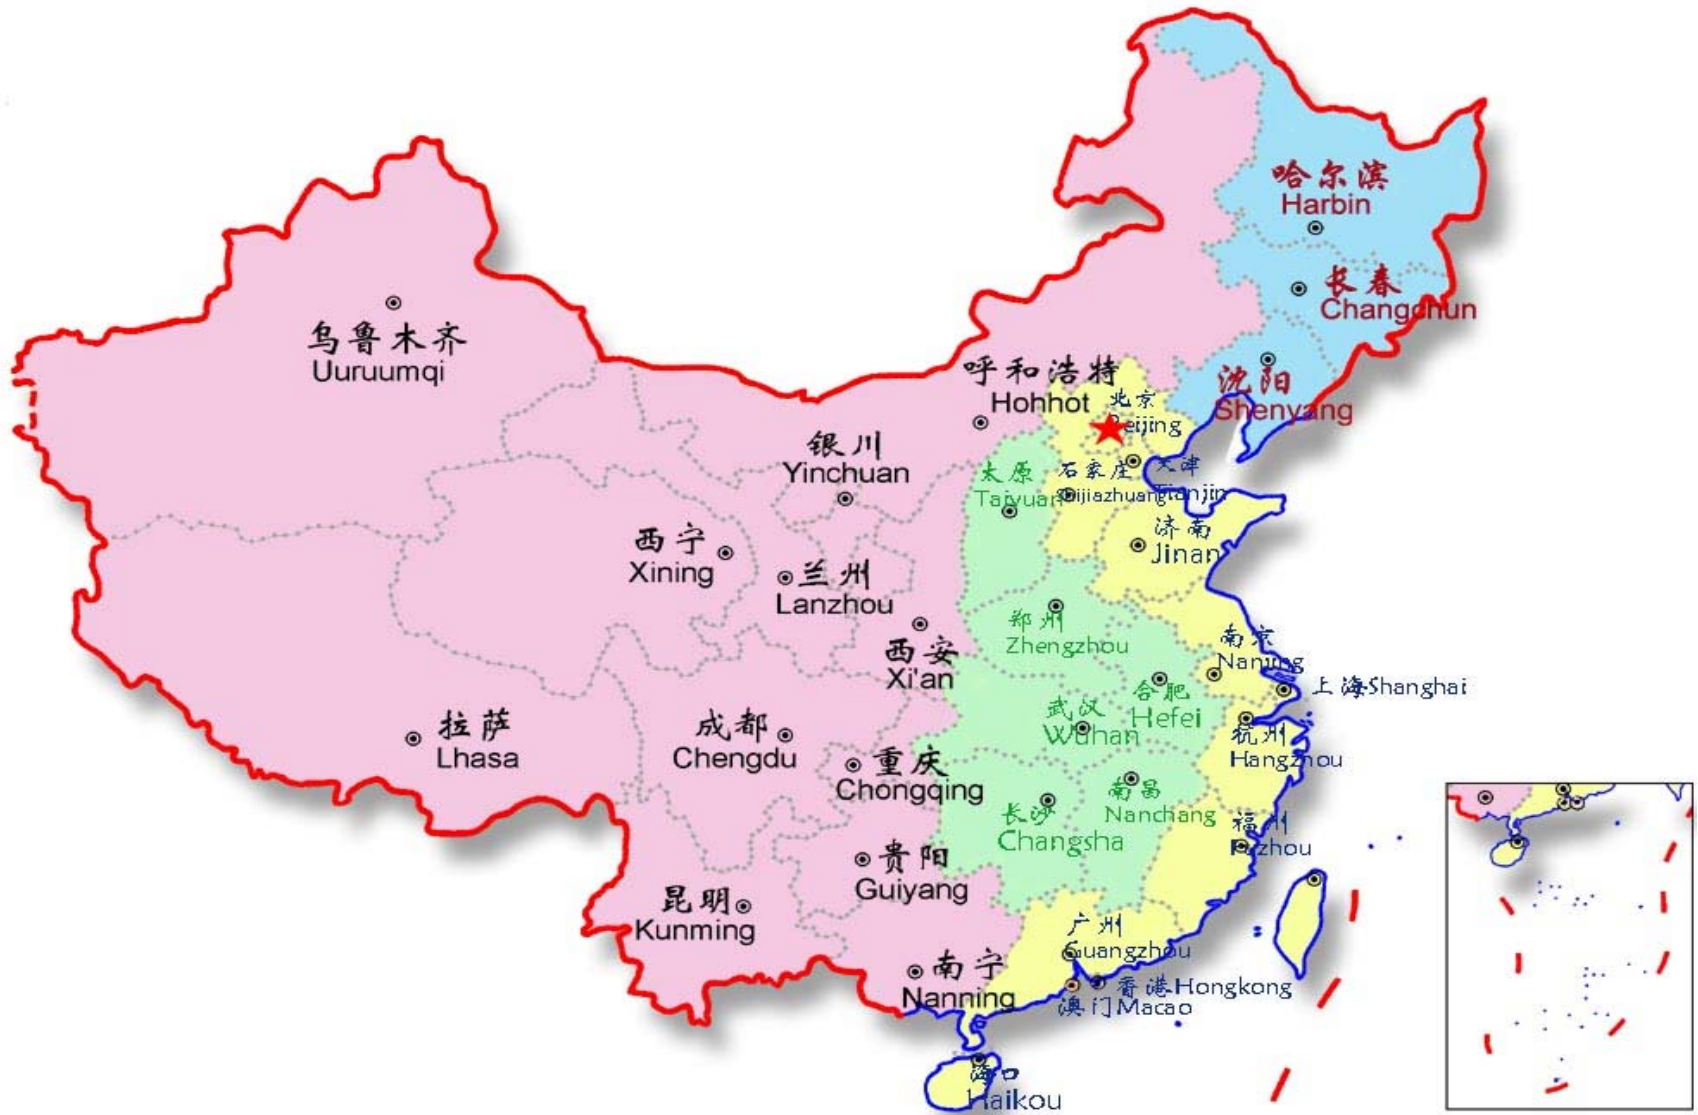 哈尔滨
Harbin
长春
Changchun
沈阳
Shenyang
乌鲁木齐
Uuruumqi
呼和浩特
Hohhot
北京
Beijing
银川
Yinchuan
太原
Taiyuan
石家庄
Shijiazhuang
天津
Tianjin
济南
Jinan
西宁
Xining
兰州
Lanzhou
郑州
Zhengzhou
西安
Xi'an
南京
Nanjing
上海Shanghai
合肥
Hefei
武汉
Wuhan
杭州
Hangzhou
拉萨
Lhasa
成都
Chengdu
重庆
Chongqing
南昌
Nanchang
长沙
Changsha
福州
Fuzhou
贵阳
Guiyang
昆明
Kunming
广州
Guangzhou
南宁
Nanning
香港Hongkong
澳门Macao
海口
Haikou